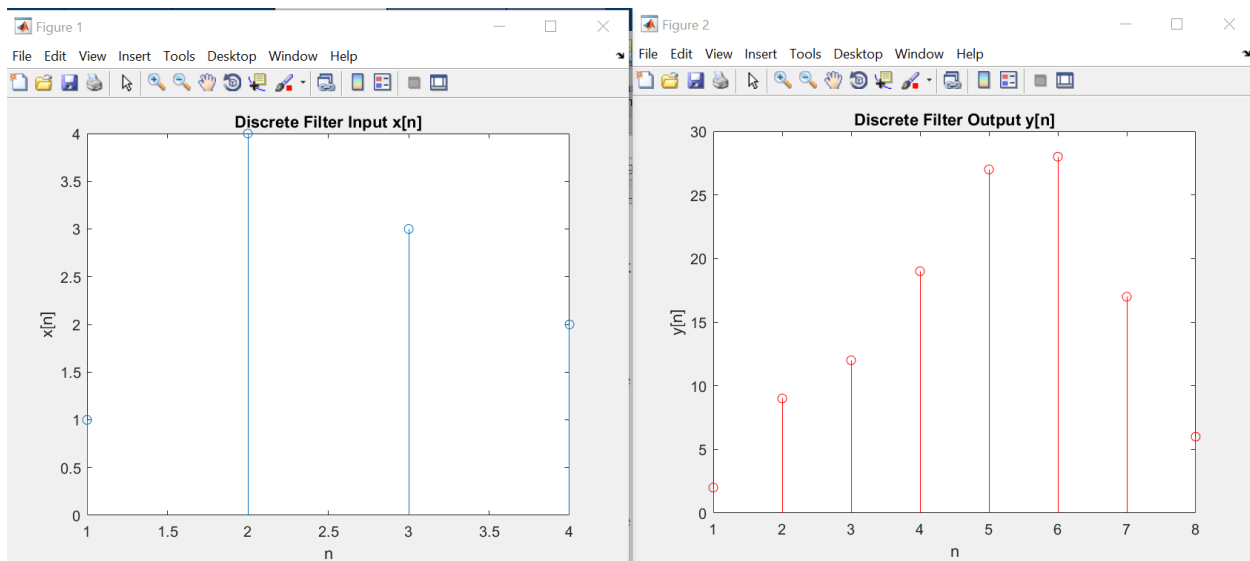 Figure 1
File Edit View Insert Tools Desktop Window Help
Discrete Filter Input x[n]
4
3.5
3
2.5
2
1.5
1
0.5
0
x[n]
1 1.5 2 2.5 3 3.5 4
n
Figure 2
File Edit View Insert Tools Desktop Window Help
Discrete Filter Output y[n]
30
25
20
15
10
5
0
y[n]
1 2 3 4 5 6 7 8
n